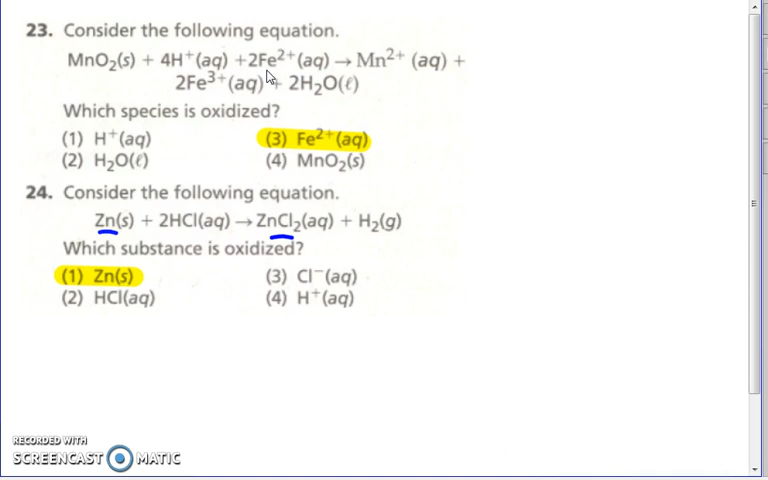 23. Consider the following equation.
MnO₂(s) + 4H⁺(aq) +2Fe²⁺(aq) → Mn²⁺ (aq) +
2Fe³⁺(aq) + 2H₂O(ℓ)
Which species is oxidized?
(1) H⁺(aq)
(2) H₂O(ℓ)
(3) Fe²⁺(aq)
(4) MnO₂(s)
24. Consider the following equation.
Zn(s) + 2HCl(aq) → ZnCl₂(aq) + H₂(g)
Which substance is oxidized?
(1) Zn(s)
(2) HCl(aq)
(3) Cl⁻(aq)
(4) H⁺(aq)
RECORDED WITH
SCREENCAST MATIC